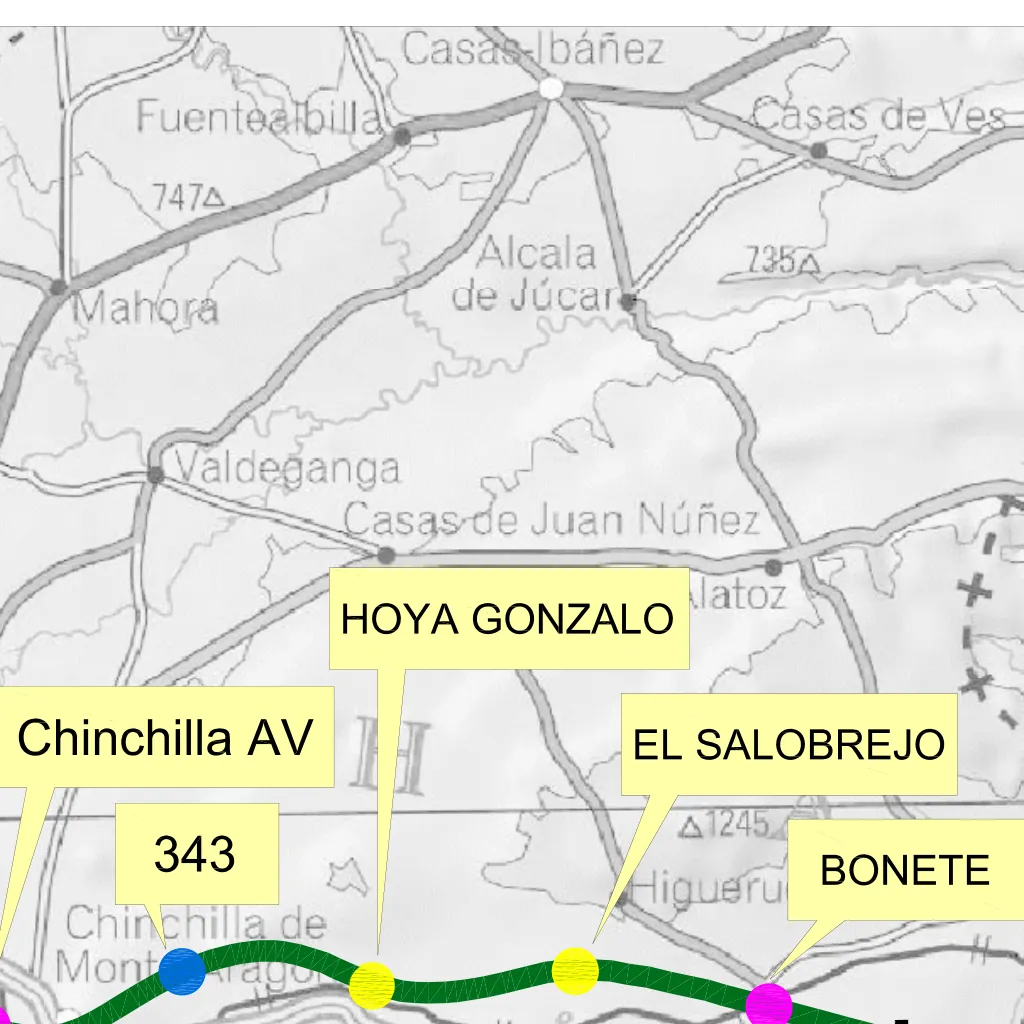 Casas-Ibáñez
Fuentealbilla
Casas de Ves
747
Alcala
de Júcar
735
Mahora
Valdeganga
Casas de Juan Núñez
HOYA GONZALO
Chinchilla AV
H
EL SALOBREJO
343
1245
BONETE
Chinchilla de